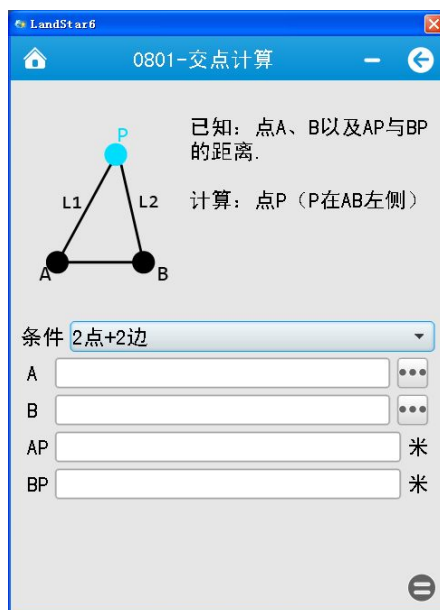 LandStar6
0801-交点计算
已知: 点A、B以及AP与BP
的距离.
计算: 点P（P在AB左侧）
P
L1
L2
A
B
条件 2点+2边
A
B
AP 米
BP 米